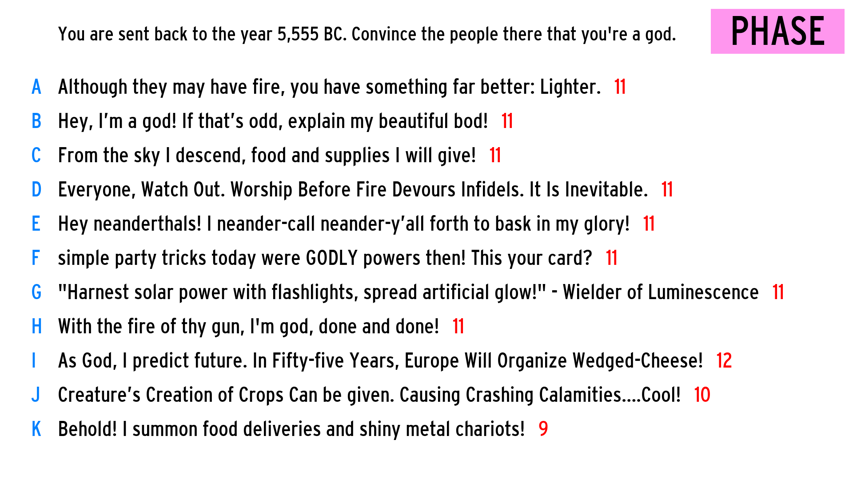 You are sent back to the year 5,555 BC. Convince the people there that you're a god.
PHASE
A Although they may have fire, you have something far better: Lighter. 11
B Hey, I'm a god! If that's odd, explain my beautiful bod! 11
C From the sky I descend, food and supplies I will give! 11
D Everyone, Watch Out. Worship Before Fire Devours Infidels. It Is Inevitable. 11
E Hey neanderthals! I neander-call neander-y’all forth to bask in my glory! 11
F simple party tricks today were GODLY powers then! This your card? 11
G "Harnest solar power with flashlights, spread artificial glow!" - Wielder of Luminescence 11
H With the fire of thy gun, I'm god, done and done! 11
I As God, I predict future. In Fifty-five Years, Europe Will Organize Wedged-Cheese! 12
J Creature’s Creation of Crops Can be given. Causing Crashing Calamities....Cool! 10
K Behold! I summon food deliveries and shiny metal chariots! 9